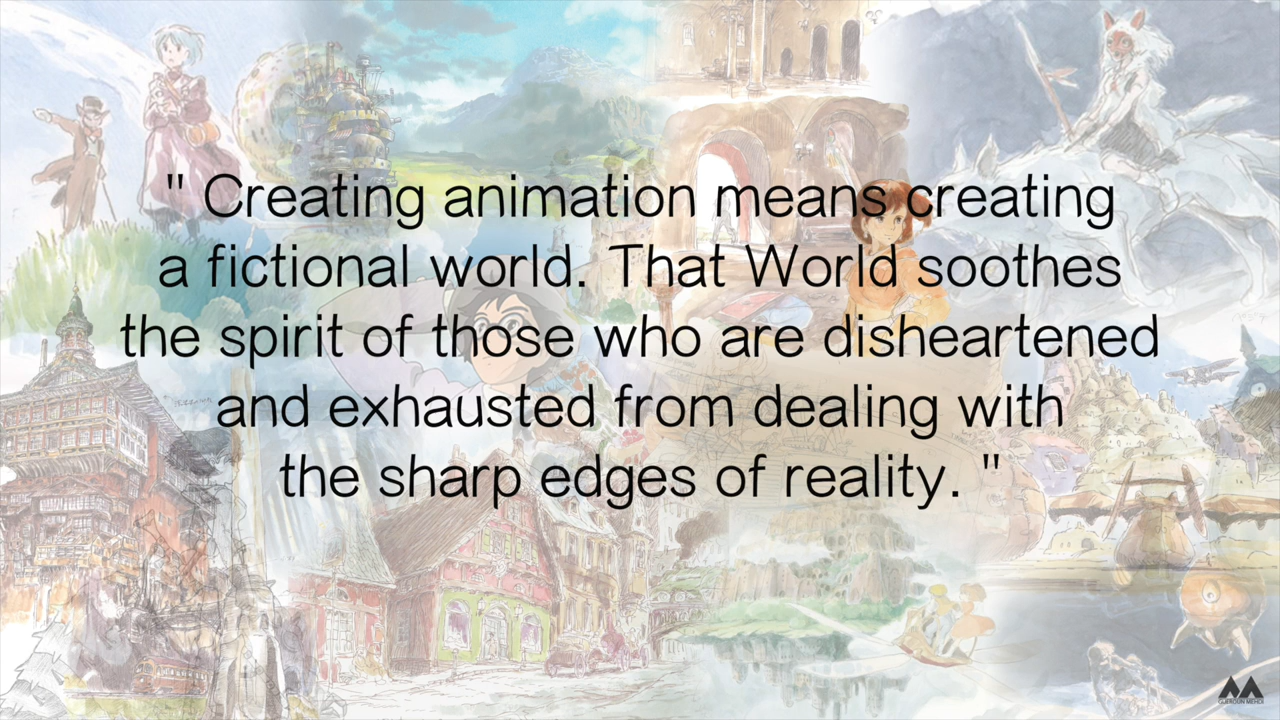 " Creating animation means creating
a fictional world. That World soothes
the spirit of those who are disheartened
and exhausted from dealing with
the sharp edges of reality. "